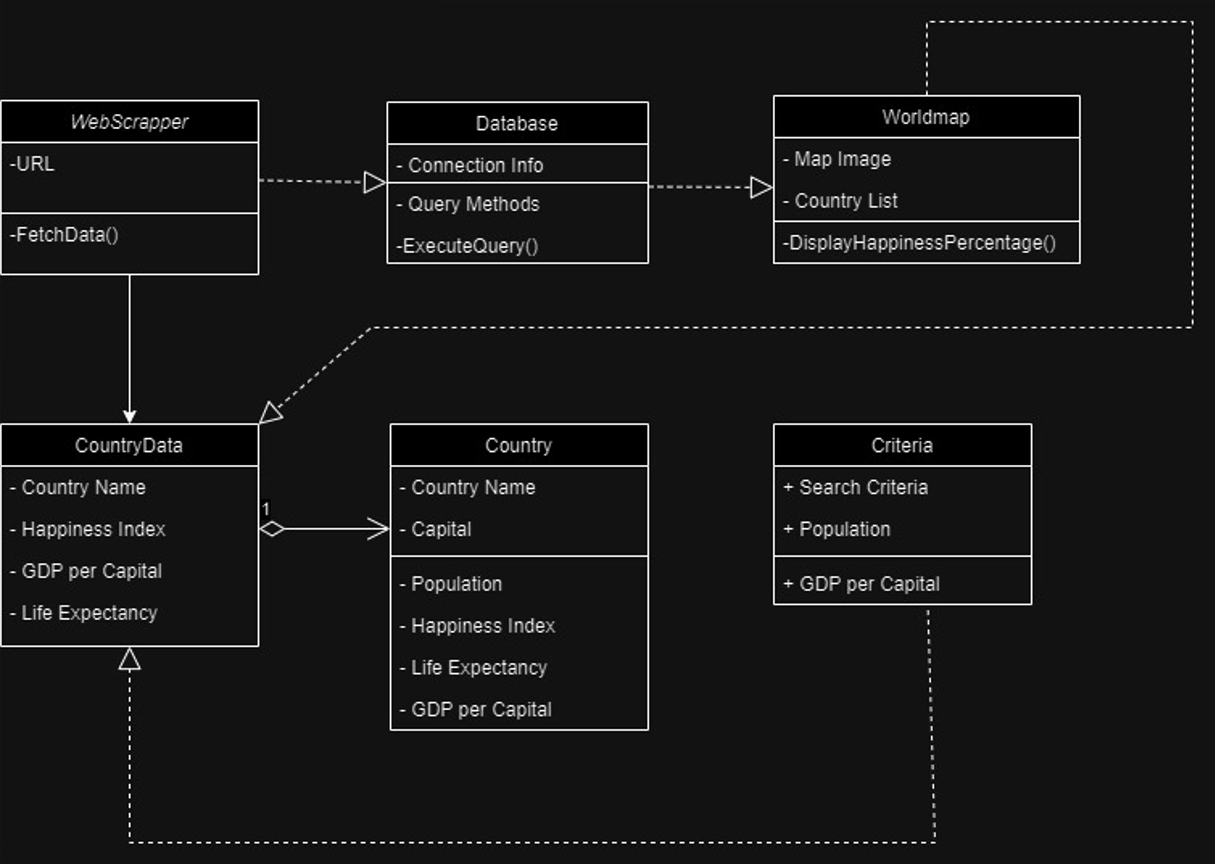 WebScrapper
-URL
-FetchData()
Database
- Connection Info
- Query Methods
-ExecuteQuery()
Worldmap
- Map Image
- Country List
-DisplayHappinessPercentage()
CountryData
- Country Name
- Happiness Index
- GDP per Capital
- Life Expectancy
1
Country
- Country Name
- Capital
- Population
- Happiness Index
- Life Expectancy
- GDP per Capital
Criteria
+ Search Criteria
+ Population
+ GDP per Capital